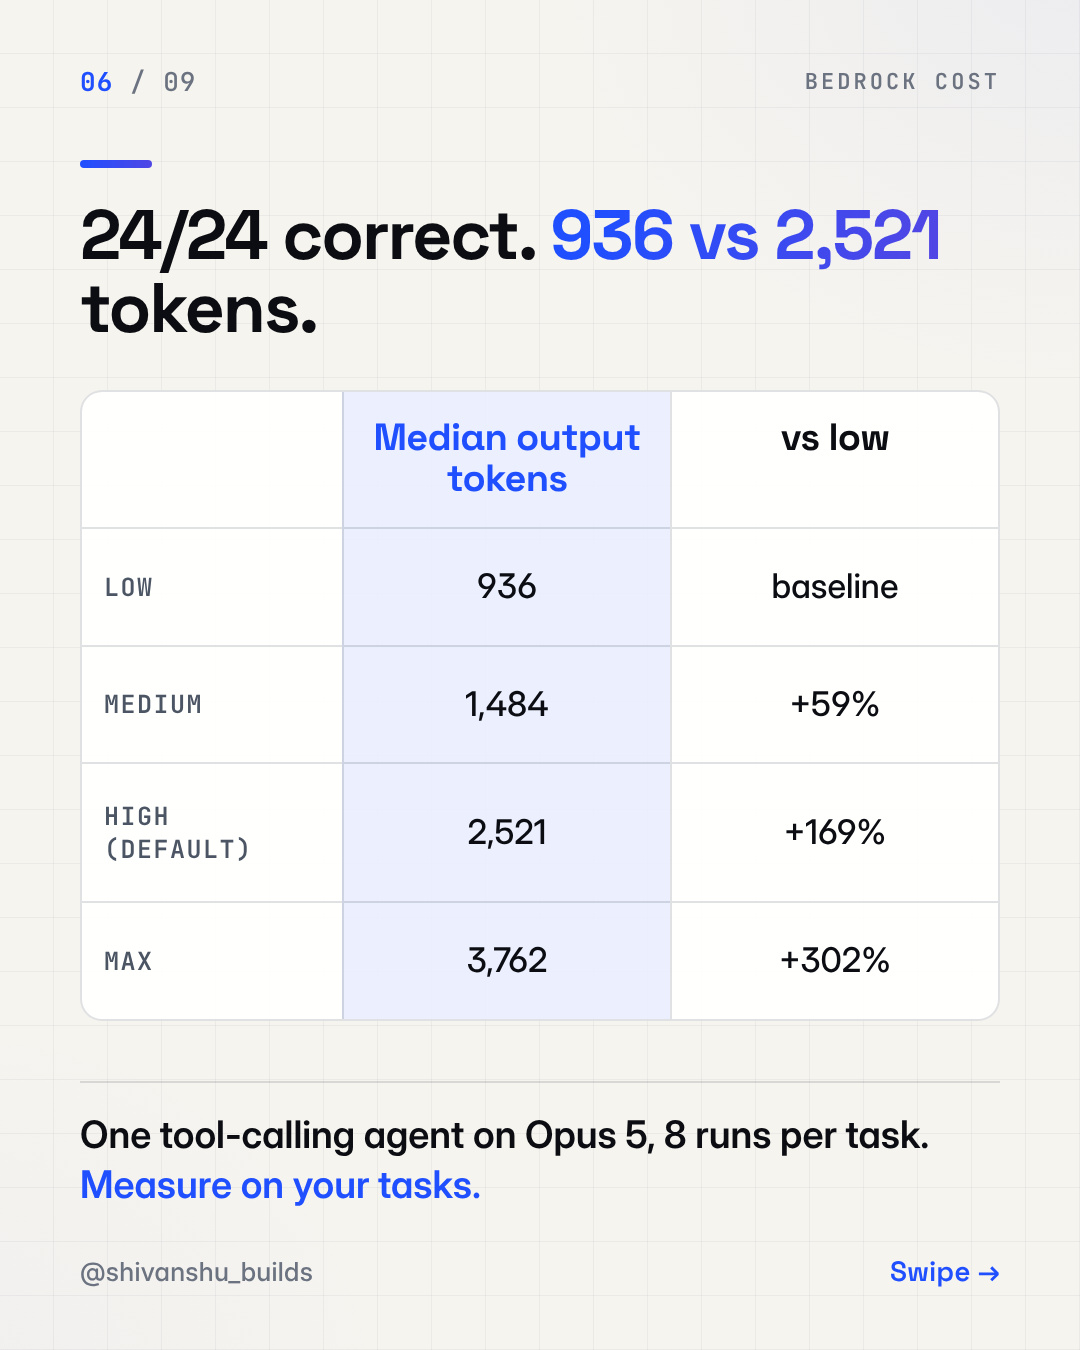 06 / 09
BEDROCK COST
24/24 correct. 936 vs 2,521
tokens.
Median output
tokens
vs low
LOW
936
baseline
MEDIUM
1,484
+59%
HIGH
(DEFAULT)
2,521
+169%
MAX
3,762
+302%
One tool-calling agent on Opus 5, 8 runs per task.
Measure on your tasks.
@shivanshu_builds
Swipe →